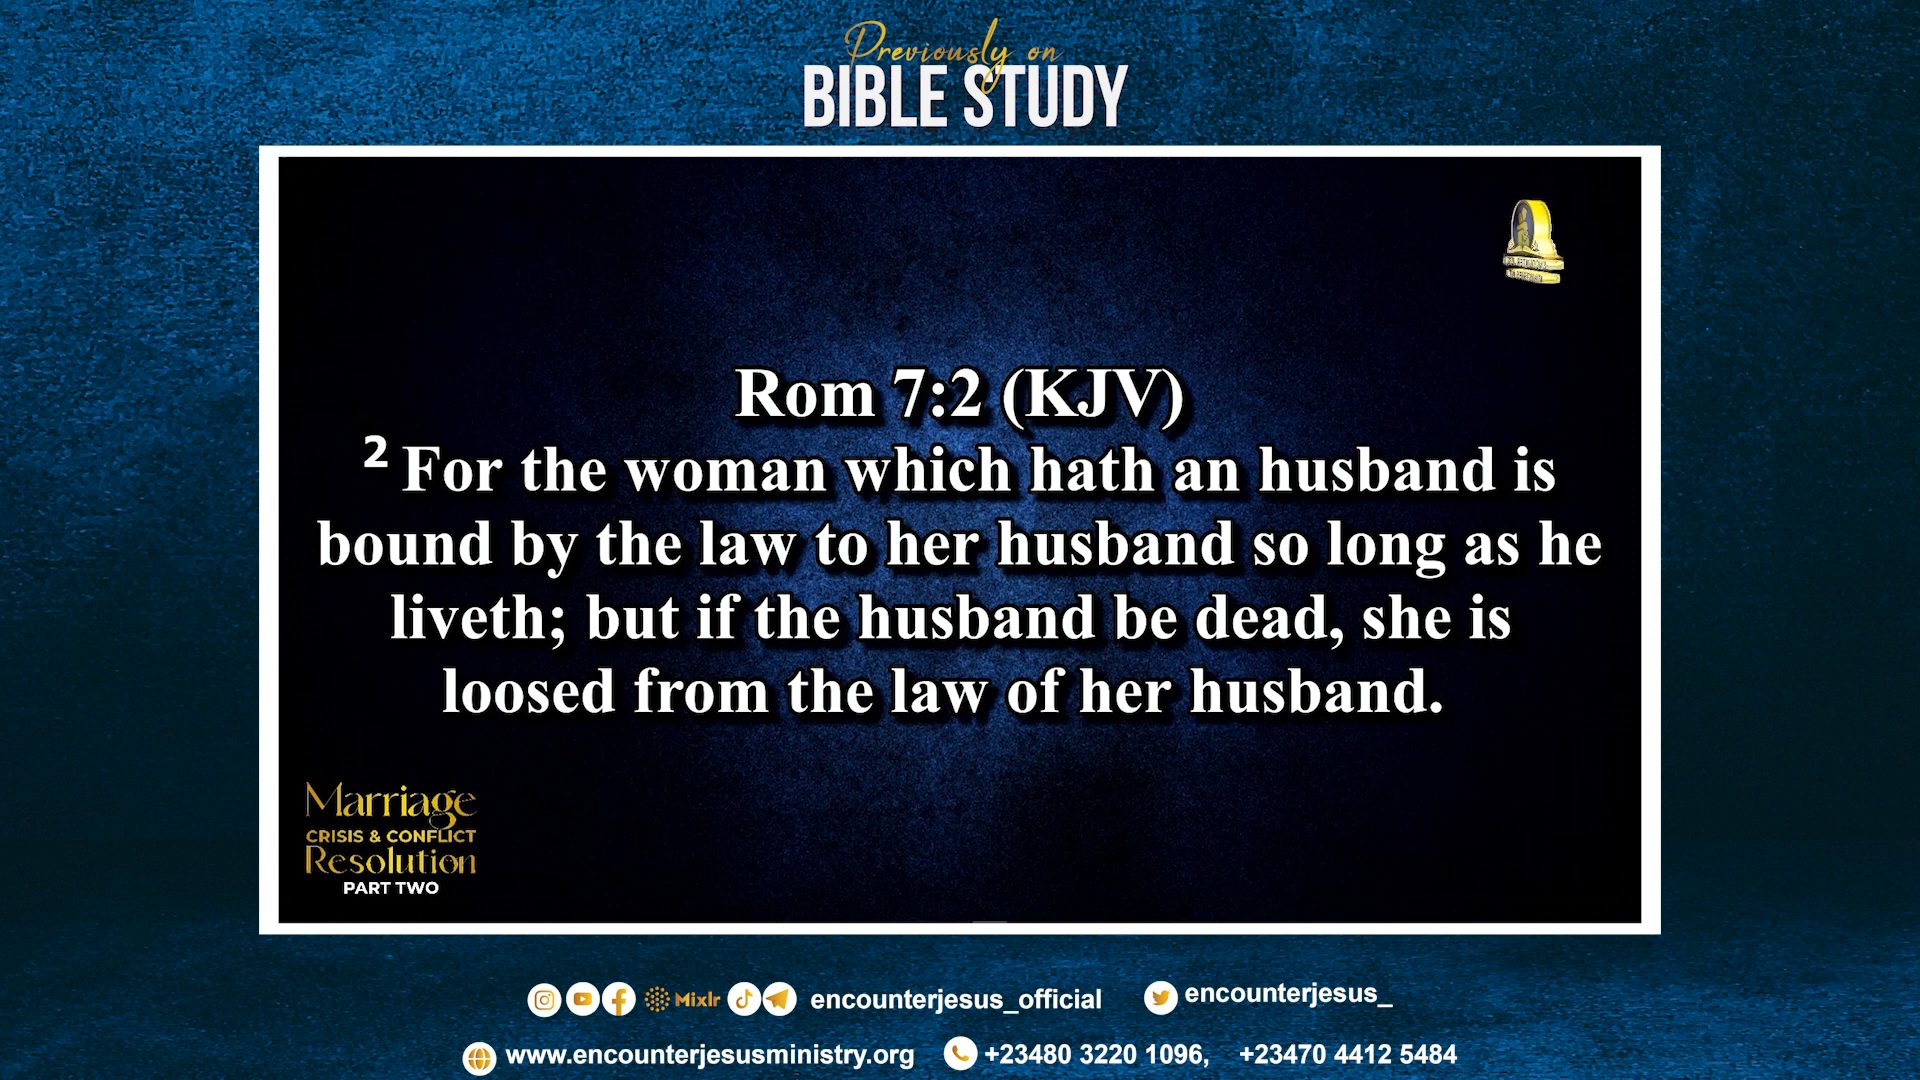 Previously on
BIBLE STUDY
Rom 7:2 (KJV)
2 For the woman which hath an husband is
bound by the law to her husband so long as he
liveth; but if the husband be dead, she is
loosed from the law of her husband.
Marriage
CRISIS & CONFLICT
Resolution
PART TWO
Mixlr encounterjesus_official encounterjesus_
www.encounterjesusministry.org +23480 3220 1096, +23470 4412 5484